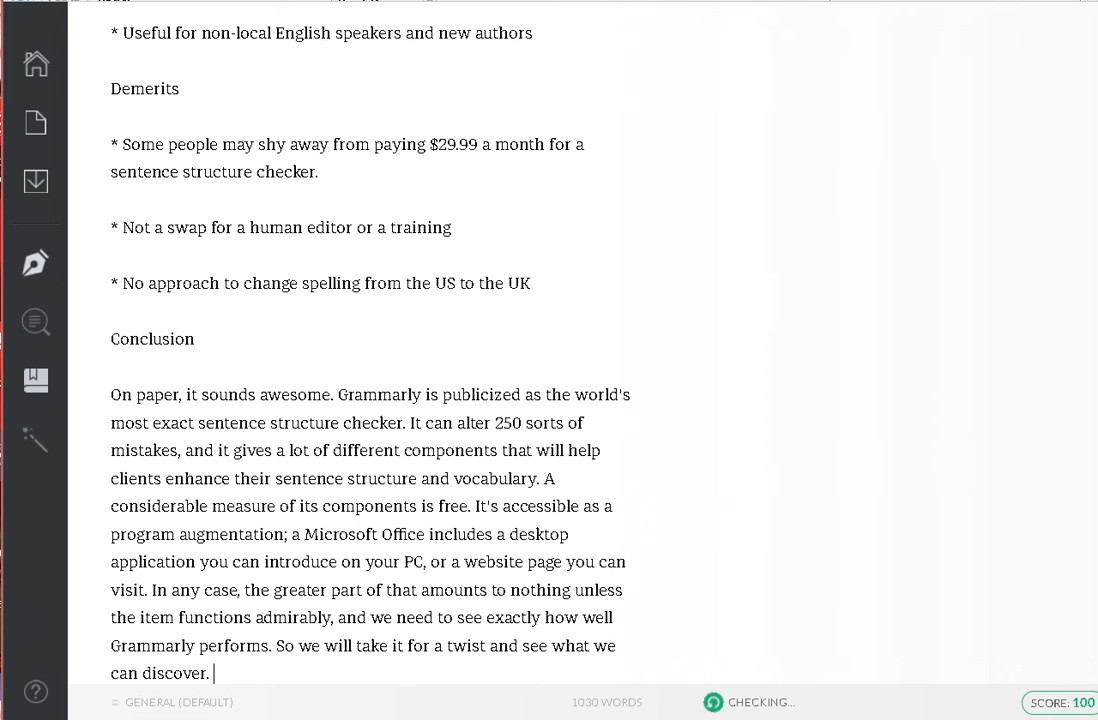 * Useful for non-local English speakers and new authors
Demerits
* Some people may shy away from paying $29.99 a month for a
sentence structure checker.
* Not a swap for a human editor or a training
* No approach to change spelling from the US to the UK
Conclusion
On paper, it sounds awesome. Grammarly is publicized as the world's
most exact sentence structure checker. It can alter 250 sorts of
mistakes, and it gives a lot of different components that will help
clients enhance their sentence structure and vocabulary. A
considerable measure of its components is free. It's accessible as a
program augmentation; a Microsoft Office includes a desktop
application you can introduce on your PC, or a website page you can
visit. In any case, the greater part of that amounts to nothing unless
the item functions admirably, and we need to see exactly how well
Grammarly performs. So we will take it for a twist and see what we
can discover.
GENERAL (DEFAULT) 1030 WORDS CHECKING... SCORE: 100